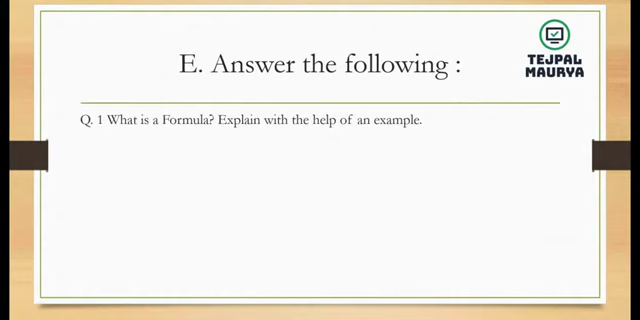 E. Answer the following :
TEJPAL
MAURYA
Q. 1 What is a Formula? Explain with the help of an example.